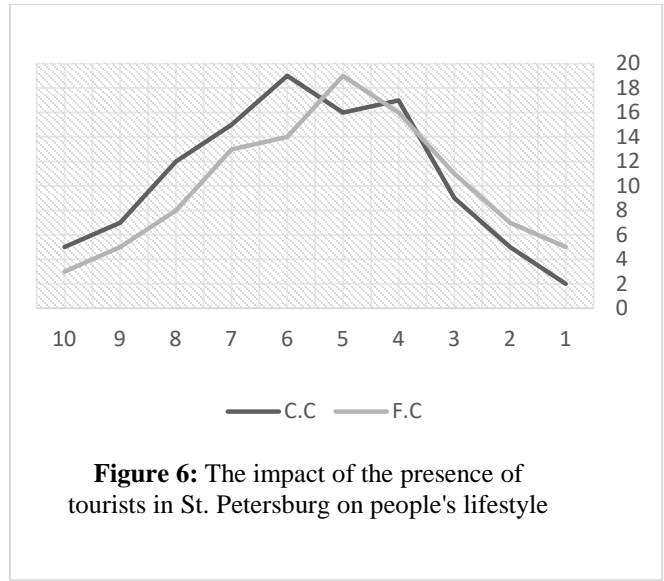 20
18
16
14
12
10
8
6
4
2
0
10 9 8 7 6 5 4 3 2 1
C.C F.C
Figure 6: The impact of the presence of
tourists in St. Petersburg on people's lifestyle